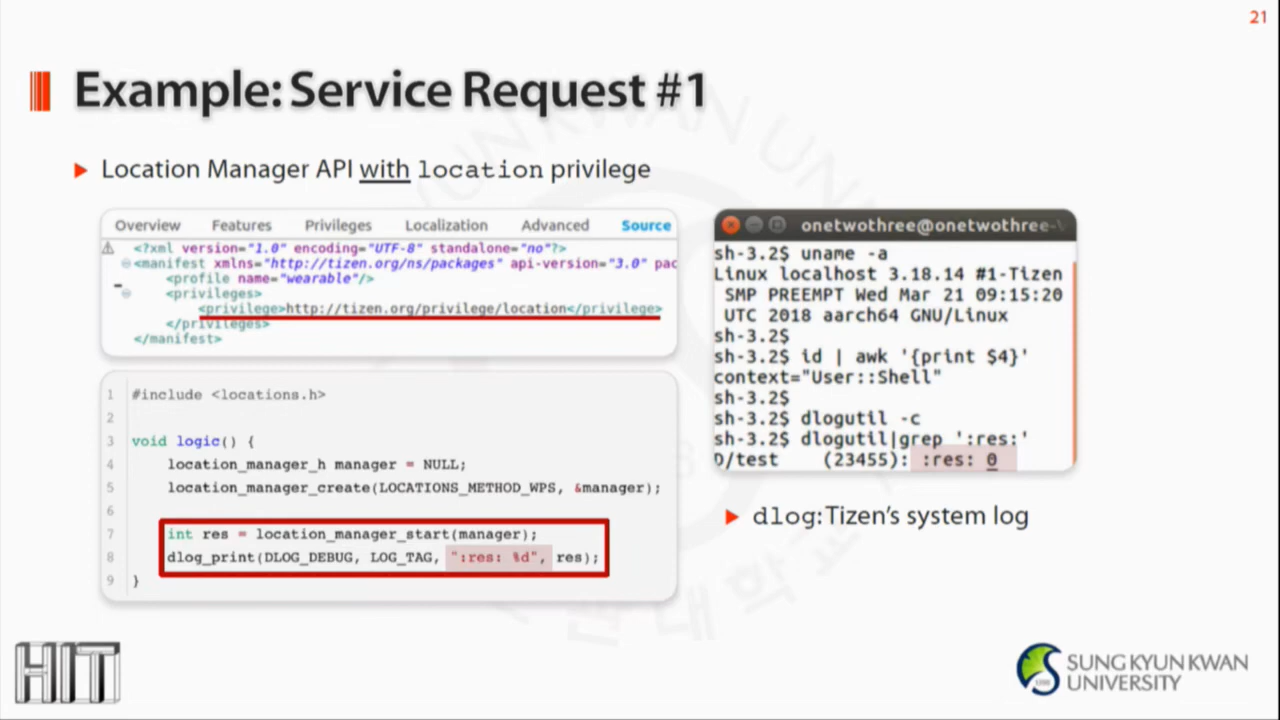 21
Example: Service Request #1
Location Manager API with location privilege
Overview Features Privileges Localization Advanced Source
<?xml version="1.0" encoding="UTF-8" standalone="no"?>
<manifest xmlns="http://tizen.org/ns/packages" api-version="3.0" pac
<profile name="wearable"/>
<privileges>
<privilege>http://tizen.org/privilege/location</privilege>
</privileges>
</manifest>
1 #include <locations.h>
2
3 void logic() {
4 location_manager_h manager = NULL;
5 location_manager_create(LOCATIONS_METHOD_WPS, &manager);
6
7 int res = location_manager_start(manager);
8 dlog_print(DLOG_DEBUG, LOG_TAG, ":res: %d", res);
9 }
onetwothree@onetwothree-V
sh-3.2$ uname -a
Linux localhost 3.18.14 #1-Tizen
SMP PREEMPT Wed Mar 21 09:15:20
UTC 2018 aarch64 GNU/Linux
sh-3.2$
sh-3.2$ id | awk '{print $4}'
context="User::Shell"
sh-3.2$
sh-3.2$ dlogutil -c
sh-3.2$ dlogutil|grep ':res:'
D/test (23455): :res: 0
dlog: Tizen's system log
HIT
SUNG KYUN KWAN
UNIVERSITY